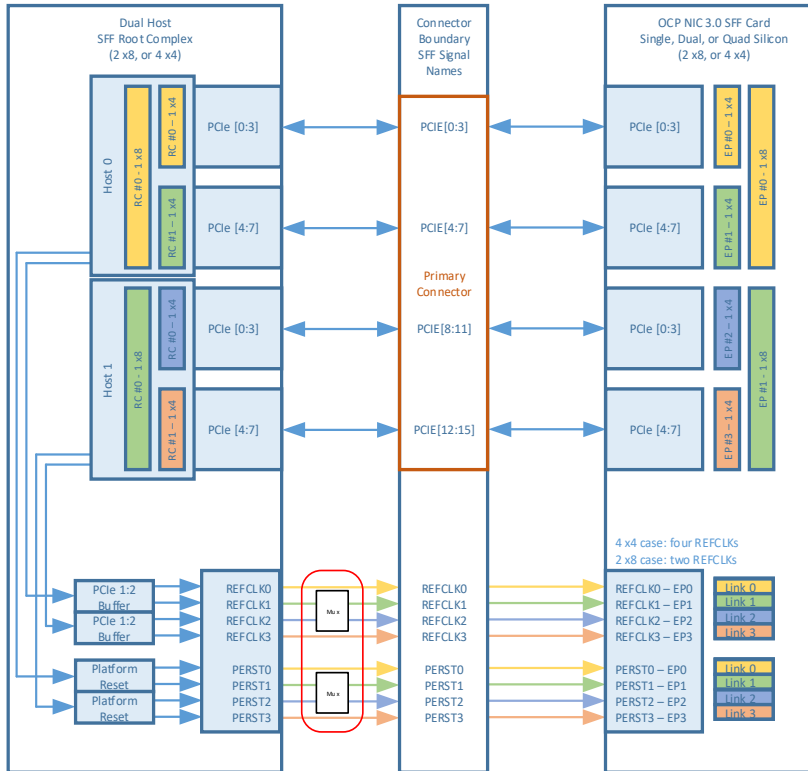 Dual Host
SFF Root Complex
(2 x8, or 4 x4)
Connector
Boundary
SFF Signal
Names
OCP NIC 3.0 SFF Card
Single, Dual, or Quad Silicon
(2 x8, or 4 x4)
Host 0
RC #0 - 1 x8
RC #0 – 1 x4
PCIe [0:3]
PCIE[0:3]
PCIe [0:3]
EP #0 – 1 x4
EP #0 - 1 x8
RC #1 – 1 x4
PCIe [4:7]
PCIE[4:7]
PCIe [4:7]
EP #1 – 1 x4
Primary
Connector
Host 1
RC #0 - 1 x8
RC #0 – 1 x4
PCIe [0:3]
PCIE[8:11]
PCIe [0:3]
EP #2 – 1 x4
EP #1 - 1 x8
RC #1 – 1 x4
PCIe [4:7]
PCIE[12:15]
PCIe [4:7]
EP #3 – 1 x4
4 x4 case: four REFCLKs
2 x8 case: two REFCLKs
PCIe 1:2
Buffer
PCIe 1:2
Buffer
REFCLK0
REFCLK1
REFCLK2
REFCLK3
Mux
REFCLK0
REFCLK1
REFCLK2
REFCLK3
REFCLK0 – EP0
REFCLK1 – EP1
REFCLK2 – EP2
REFCLK3 – EP3
Link 0
Link 1
Link 2
Link 3
Platform
Reset
Platform
Reset
PERST0
PERST1
PERST2
PERST3
Mux
PERST0
PERST1
PERST2
PERST3
PERST0 – EP0
PERST1 – EP1
PERST2 – EP2
PERST3 – EP3
Link 0
Link 1
Link 2
Link 3